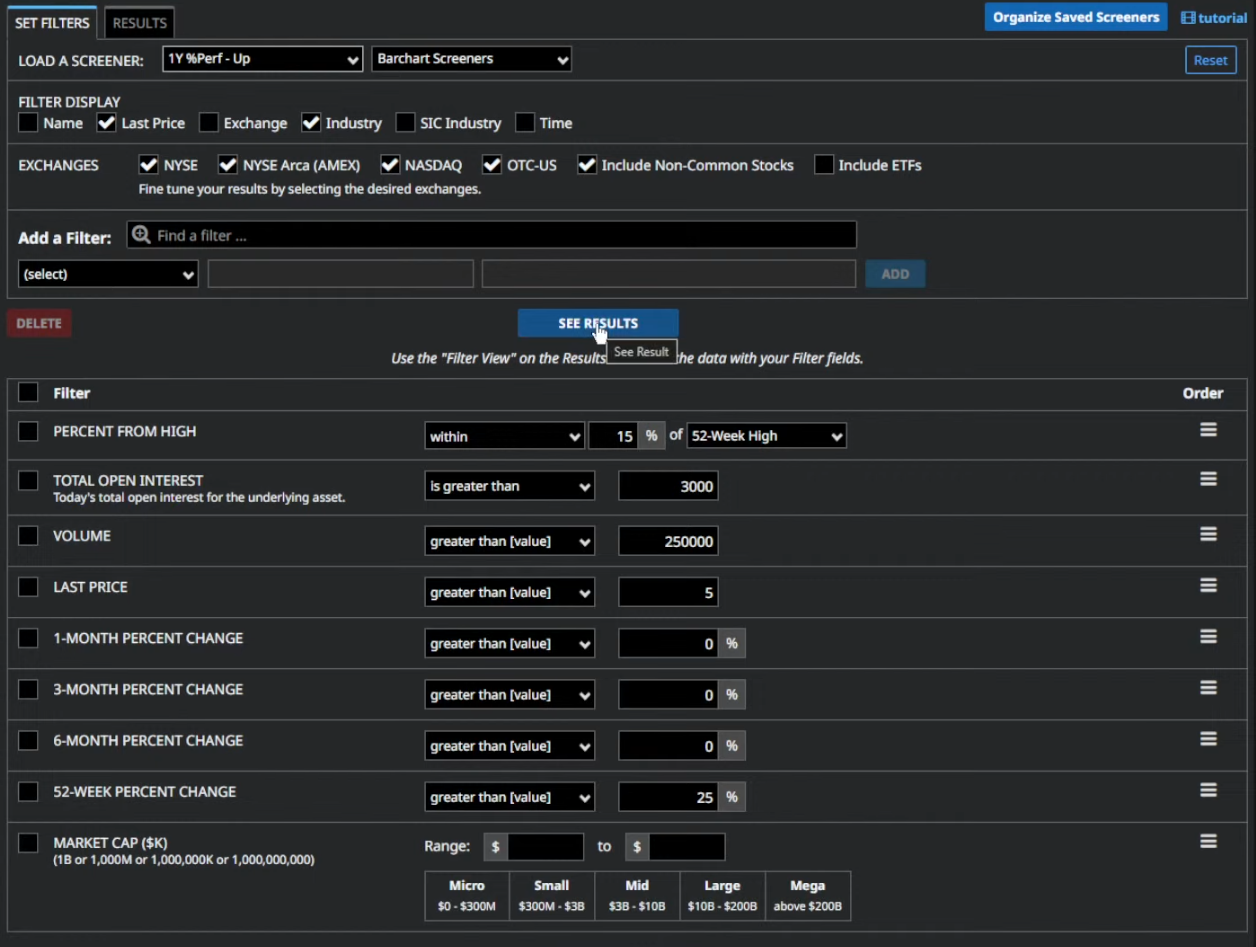 SET FILTERS RESULTS Organize Saved Screeners tutorial
LOAD A SCREENER: 1Y %Perf - Up Barchart Screeners Reset
FILTER DISPLAY
Name Last Price Exchange Industry SIC Industry Time
EXCHANGES NYSE NYSE Arca (AMEX) NASDAQ OTC-US Include Non-Common Stocks Include ETFs
Fine tune your results by selecting the desired exchanges.
Add a Filter: Find a filter ...
(select) ADD
DELETE SEE RESULTS
See Result
Use the "Filter View" on the Results the data with your Filter fields.
Filter Order
PERCENT FROM HIGH within 15 % of 52-Week High
TOTAL OPEN INTEREST is greater than 3000
Today's total open interest for the underlying asset.
VOLUME greater than [value] 250000
LAST PRICE greater than [value] 5
1-MONTH PERCENT CHANGE greater than [value] 0 %
3-MONTH PERCENT CHANGE greater than [value] 0 %
6-MONTH PERCENT CHANGE greater than [value] 0 %
52-WEEK PERCENT CHANGE greater than [value] 25 %
MARKET CAP ($K) Range: $ to $
(1B or 1,000M or 1,000,000K or 1,000,000,000)
Micro Small Mid Large Mega
$0 - $300M $300M - $3B $3B - $10B $10B - $200B above $200B